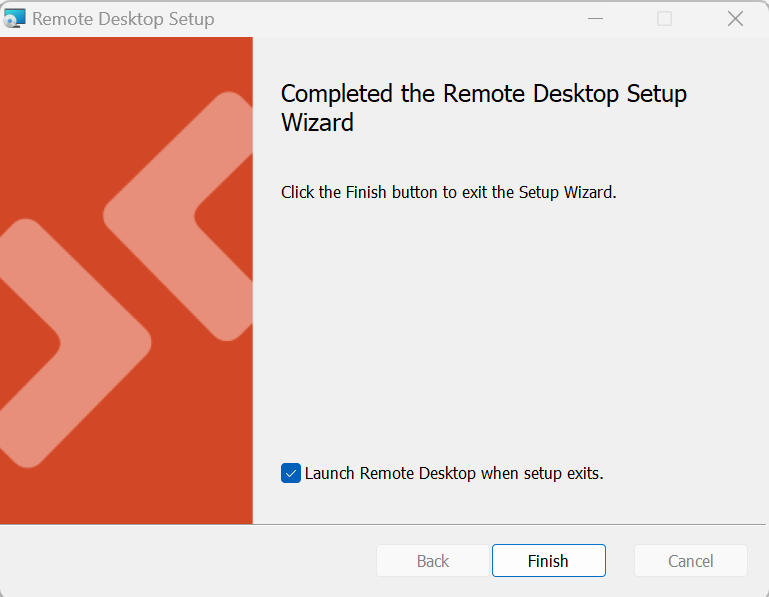 Remote Desktop Setup
Completed the Remote Desktop Setup
Wizard
Click the Finish button to exit the Setup Wizard.
Launch Remote Desktop when setup exits.
Back
Finish
Cancel